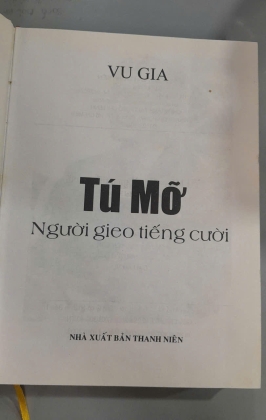 VU GIA
Tú Mỡ
Người gieo tiếng cười
NHÀ XUẤT BẢN THANH NIÊN